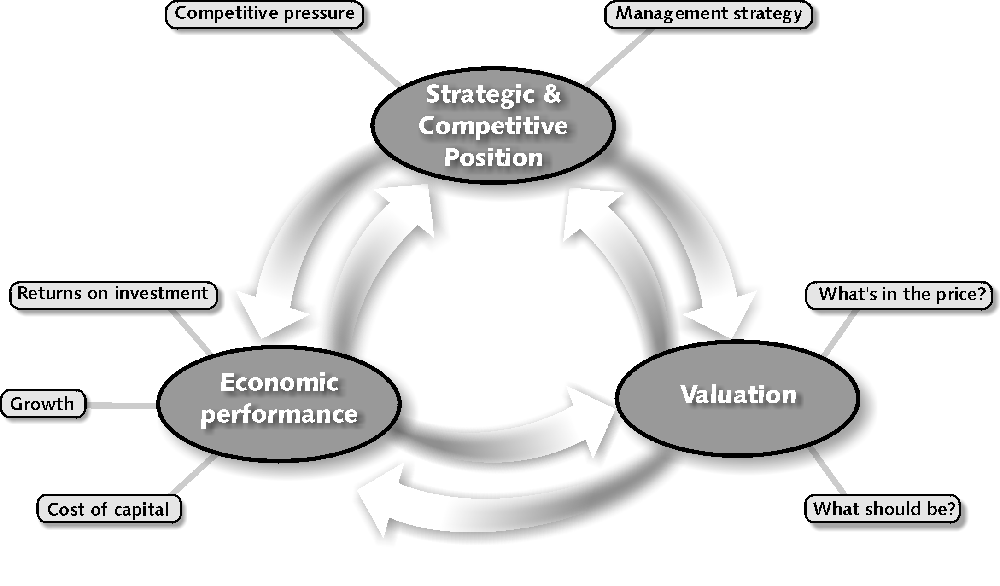 Competitive pressure
Management strategy
Strategic &
Competitive
Position
Returns on investment
What's in the price?
Economic
performance
Valuation
Growth
Cost of capital
What should be?